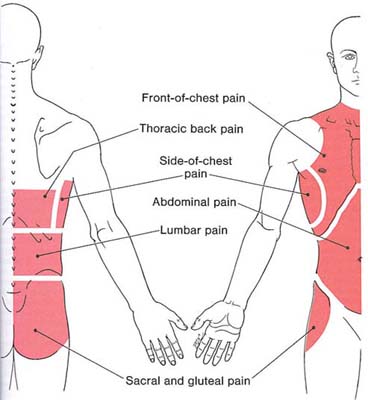 Front-of-chest pain
Thoracic back pain
Side-of-chest
pain
Abdominal pain
Lumbar pain
Sacral and gluteal pain